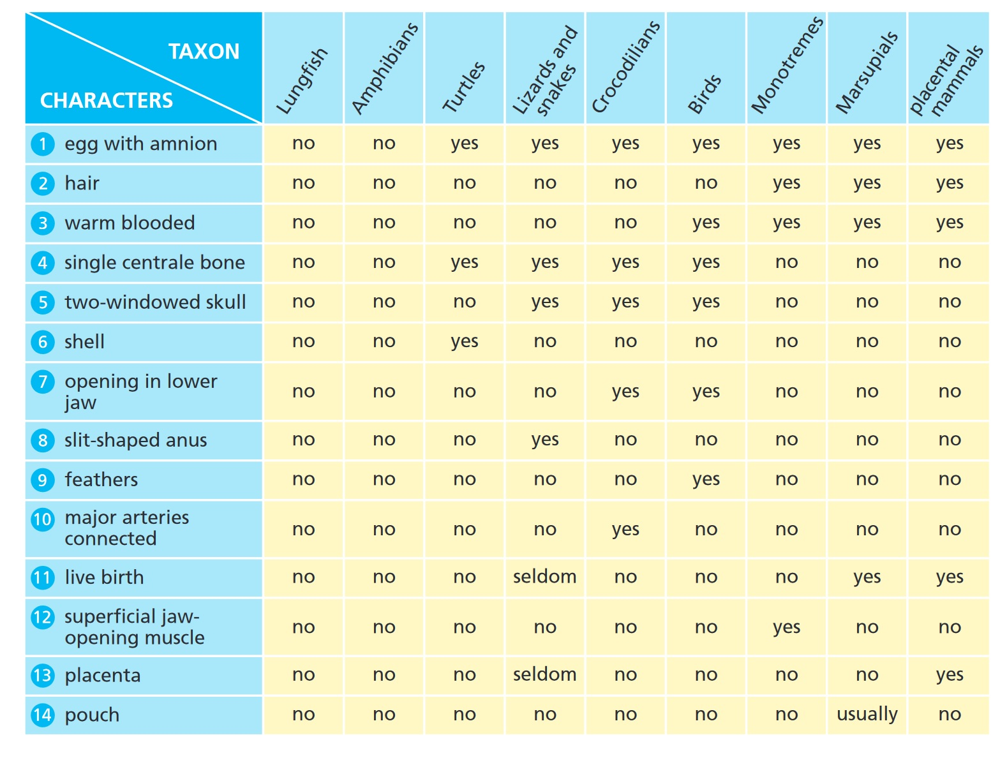 TAXON
CHARACTERS
Lungfish
Amphibians
Turtles
Lizards and
snakes
Crocodilians
Birds
Monotremes
Marsupials
placental
mammals
1 egg with amnion no no yes yes yes yes yes yes yes
2 hair no no no no no no yes yes yes
3 warm blooded no no no no no yes yes yes yes
4 single centrale bone no no yes yes yes yes no no no
5 two-windowed skull no no no yes yes yes no no no
6 shell no no yes no no no no no no
7 opening in lower
jaw no no no no yes yes no no no
8 slit-shaped anus no no no yes no no no no no
9 feathers no no no no no yes no no no
10 major arteries
connected no no no no yes no no no no
11 live birth no no no seldom no no no yes yes
12 superficial jaw-
opening muscle no no no no no no yes no no
13 placenta no no no seldom no no no no yes
14 pouch no no no no no no no usually no